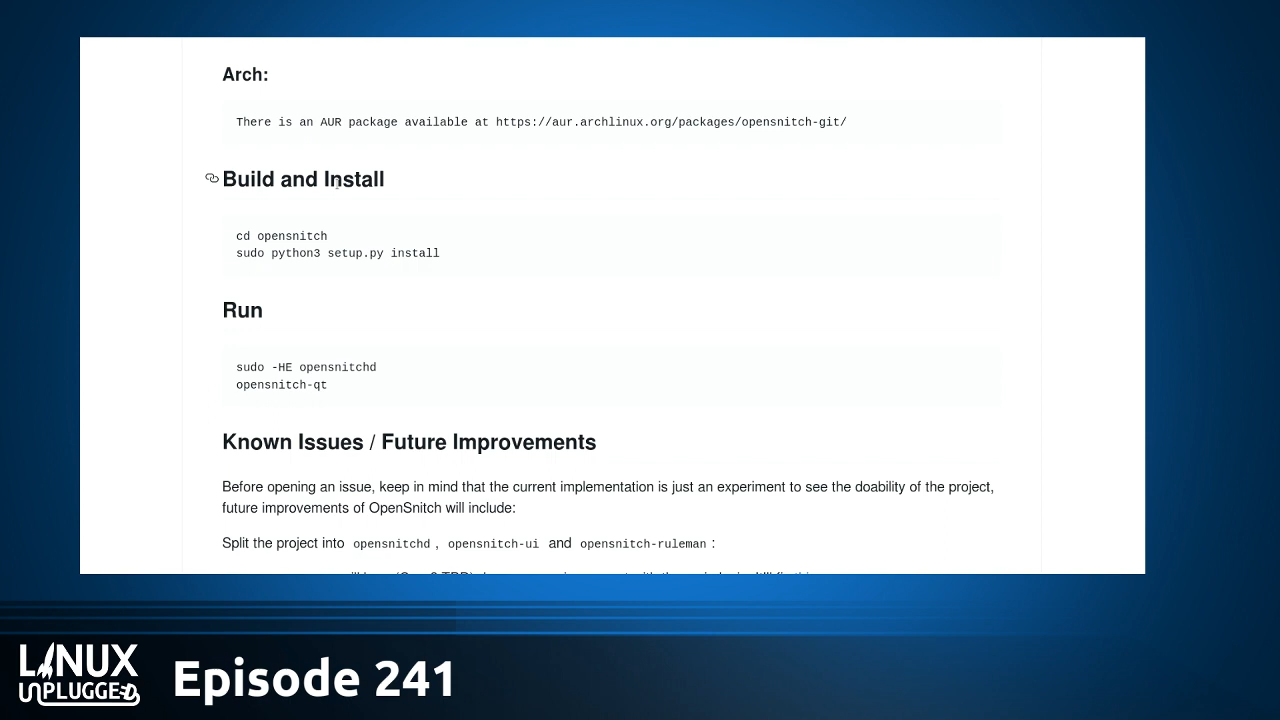 Arch:
There is an AUR package available at https://aur.archlinux.org/packages/opensnitch-git/
Build and Install
cd opensnitch
sudo python3 setup.py install
Run
sudo -HE opensnitchd
opensnitch-qt
Known Issues / Future Improvements
Before opening an issue, keep in mind that the current implementation is just an experiment to see the doability of the project,
future improvements of OpenSnitch will include:
Split the project into opensnitchd , opensnitch-ui and opensnitch-ruleman :
LINUX
UNPLUGGED
Episode 241